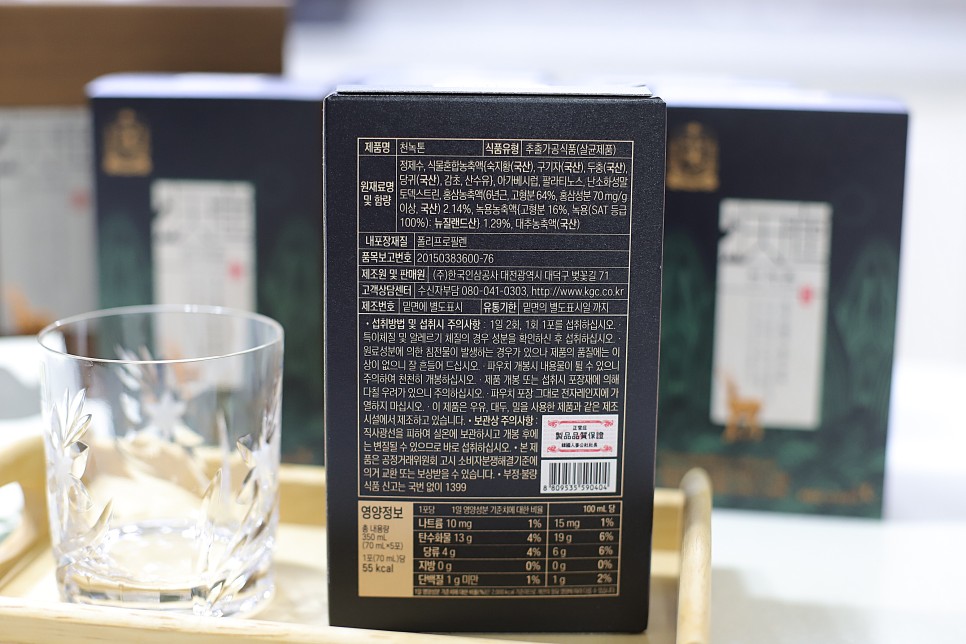 제품명 천녹톤 식품유형 추출가공식품(살균제품)
원재료명 및 함량
정제수, 식물혼합농축액{숙지황(국산), 구기자(국산), 두충(국산),
당귀(국산), 감초, 산수유}, 아가베시럽, 팔라티노스, 난소화성말
토덱스트리, 홍삼농축액(6년근, 고형분 64%, 홍삼성분 70 mg/g
이상, 국산) 2.14%, 녹용농축액{고형분 16%, 녹용(SAT 등급
100%): 뉴질랜드산} 1.29%, 대추농축액(국산)
내포장재질 폴리프로필렌
품목보고번호 20150383600-76
제조원 및 판매원 (주)한국인삼공사 대전광역시 대덕구 벚꽃길 71
고객상담센터 수신자부담 080-041-0303, http://www.kgc.co.kr
제조번호 밑면에 별도표시 유통기한 밑면의 별도표시일 까지
• 섭취방법 및 섭취시 주의사항 : 1일 2회, 1회 1포를 섭취하십시오. ·
특이체질 및 알레르기 체질의 경우 성분을 확인하신 후 섭취하십시오. ·
원료성분에 의한 침전물이 발생하는 경우가 있으나 제품의 품질에는 이
상이 없으니 잘 흔들어 드십시오. · 파우치 개봉시 내용물이 튈 수 있으니
주의하여 천천히 개봉하십시오. · 제품 개봉 또는 섭취시 포장재에 의해
다칠 우려가 있으니 주의하십시오. · 파우치 포장 그대로 전자레인지에 가
열하지 마십시오. · 이 제품은 우유, 대두, 밀을 사용한 제품과 같은 제조
시설에서 제조하고 있습니다. • 보관상 주의사항 :
직사광선을 피하여 실온에 보관하시고 개봉 후에
는 변질될 수 있으므로 바로 섭취하십시오. • 본 제
품은 공정거래위원회 고시 소비자분쟁해결기준에
의거 교환 또는 보상받을 수 있습니다. • 부정·불량
식품 신고는 국번 없이 1399
正官庄
製品品質保證
韓國人蔘公社社長
8 809535 590404
영양정보
총 내용량
350 mL
(70 mL×5포)
1포(70 mL)당
55 kcal
1포당 1일 영양성분 기준치에 대한 비율 100 mL 당
나트륨 10 mg 1% 15 mg 1%
탄수화물 13 g 4% 19 g 6%
당류 4 g 4% 6 g 6%
지방 0 g 0% 0 g 0%
단백질 1 g 미만 1% 1 g 2%